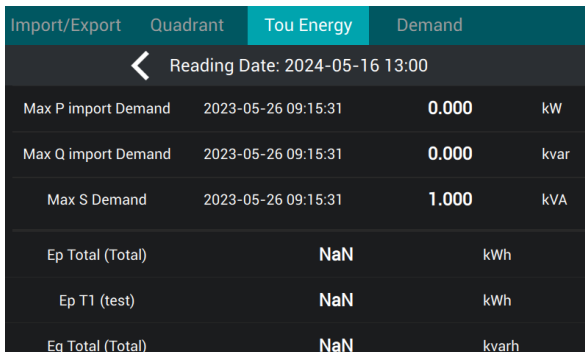 Import/Export Quadrant Tou Energy Demand
Reading Date: 2024-05-16 13:00
Max P import Demand 2023-05-26 09:15:31 0.000 kW
Max Q import Demand 2023-05-26 09:15:31 0.000 kvar
Max S Demand 2023-05-26 09:15:31 1.000 kVA
Ep Total (Total) NaN kWh
Ep T1 (test) NaN kWh
Eq Total (Total) NaN kvarh